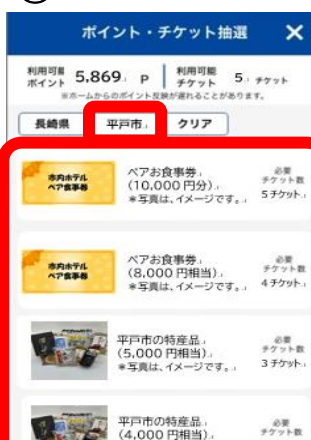 ポイント・チケット抽選 ✕
利用可能 ポイント 5,869 P 利用可能 チケット 5 チケット
※ホームからのポイント反映が遅れることがあります。
長崎県 平戸市 クリア
市内ホテル
ペア食事券
ペアお食事券
(10,000円分)
*写真は、イメージです。
必要
チケット数
5チケット
市内ホテル
ペア食事券
ペアお食事券
(8,000円相当)
*写真は、イメージです。
必要
チケット数
4チケット
平戸市の特産品
(5,000円相当)
*写真は、イメージです。
必要
チケット数
3チケット
平戸市の特産品
(4,000円相当)
必要
チケット数